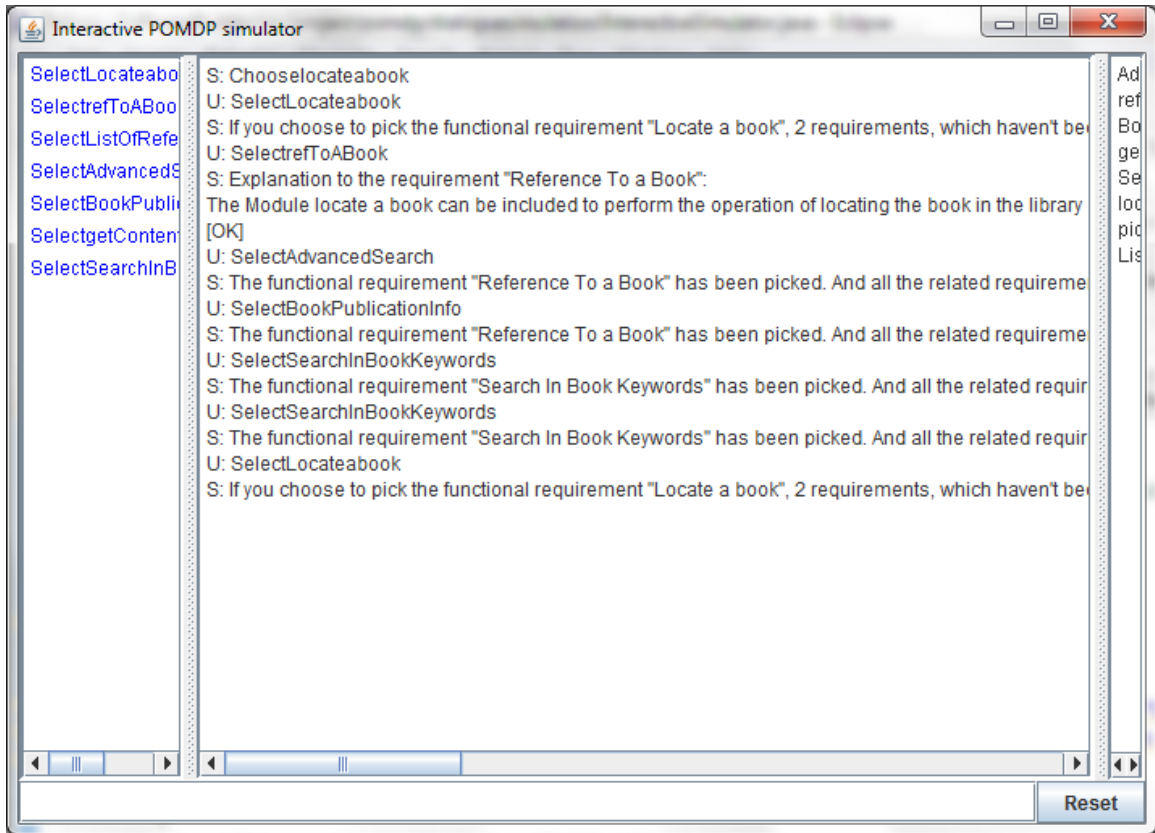 Interactive POMDP simulator
SelectLocateabo
SelectrefToABoo
SelectListOfRefe
SelectAdvancedS
SelectBookPubli
SelectgetConten
SelectSearchInB
S: Chooselocateabook
U: SelectLocateabook
S: If you choose to pick the functional requirement "Locate a book", 2 requirements, which haven't be
U: SelectrefToABook
S: Explanation to the requirement "Reference To a Book":
The Module locate a book can be included to perform the operation of locating the book in the library
[OK]
U: SelectAdvancedSearch
S: The functional requirement "Reference To a Book" has been picked. And all the related requireme
U: SelectBookPublicationInfo
S: The functional requirement "Reference To a Book" has been picked. And all the related requireme
U: SelectSearchInBookKeywords
S: The functional requirement "Search In Book Keywords" has been picked. And all the related requir
U: SelectSearchInBookKeywords
S: The functional requirement "Search In Book Keywords" has been picked. And all the related requir
U: SelectLocateabook
S: If you choose to pick the functional requirement "Locate a book", 2 requirements, which haven't be
Ad
ref
Bo
ge
Se
loc
pic
Lis
Reset